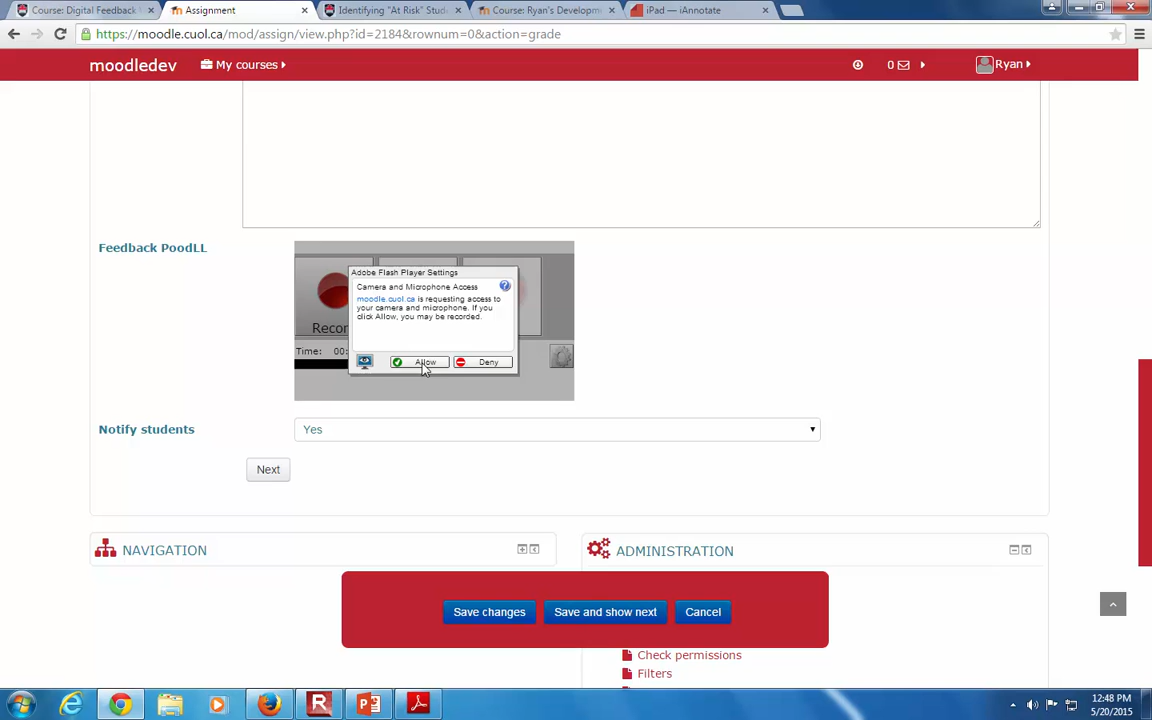 Course: Digital Feedback
Assignment
Identifying "At Risk" Stud
Course: Ryan's Developm
iPad — iAnnotate
https://moodle.cuol.ca/mod/assign/view.php?id=2184&rownum=0&action=grade
moodledev
My courses
0
Ryan
Feedback PoodLL
Adobe Flash Player Settings
Camera and Microphone Access
moodle.cuol.ca is requesting access to
your camera and microphone. If you
click Allow, you may be recorded.
Recor
Time: 00:
Allow
Deny
Notify students
Yes
Next
NAVIGATION
ADMINISTRATION
Save changes
Save and show next
Cancel
Check permissions
Filters
12:48 PM
5/20/2015